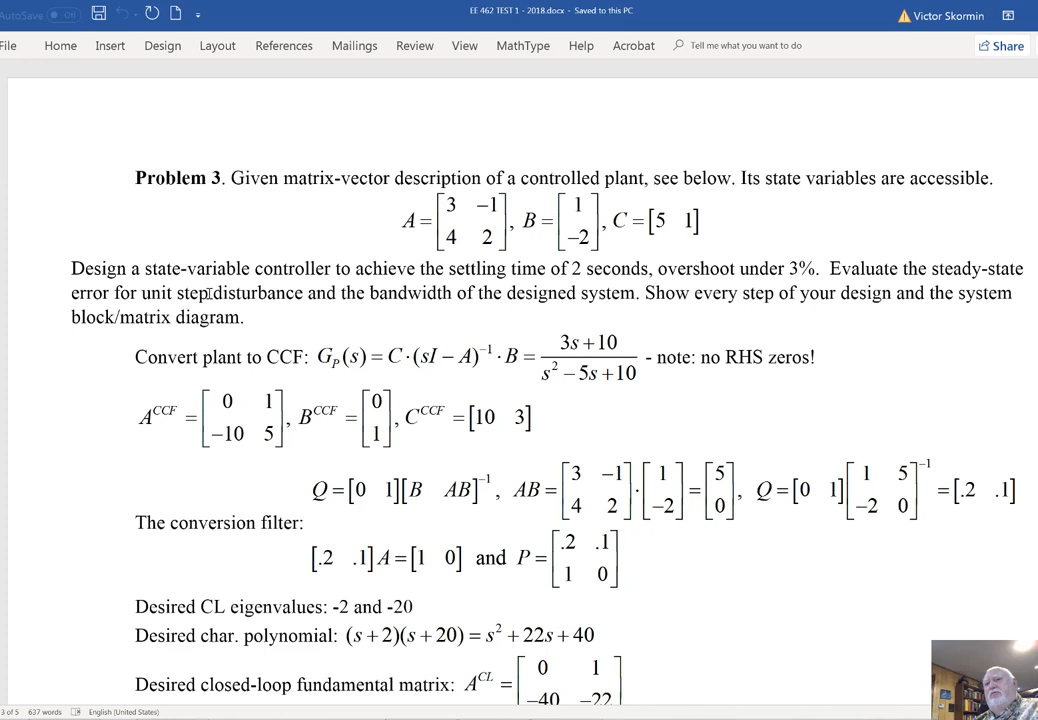 AutoSave Off EE 462 TEST 1 - 2018.docx - Saved to this PC Victor Skormin
File Home Insert Design Layout References Mailings Review View MathType Help Acrobat Tell me what you want to do Share
Problem 3. Given matrix-vector description of a controlled plant, see below. Its state variables are accessible.
A = [3 −1; 4 2], B = [1; −2], C = [5 1]
Design a state-variable controller to achieve the settling time of 2 seconds, overshoot under 3%. Evaluate the steady-state
error for unit step disturbance and the bandwidth of the designed system. Show every step of your design and the system
block/matrix diagram.
Convert plant to CCF: G_P(s) = C·(sI − A)^−1·B = (3s+10)/(s^2 − 5s + 10) - note: no RHS zeros!
A^CCF = [0 1; −10 5], B^CCF = [0; 1], C^CCF = [10 3]
Q = [0 1][B AB]^−1, AB = [3 −1; 4 2]·[1; −2] = [5; 0], Q = [0 1][1 5; −2 0]^−1 = [.2 .1]
The conversion filter:
[.2 .1]A = [1 0] and P = [.2 .1; 1 0]
Desired CL eigenvalues: -2 and -20
Desired char. polynomial: (s+2)(s+20) = s^2 + 22s + 40
Desired closed-loop fundamental matrix: A^CL = [0 1; −40 −22]
3 of 5 637 words English (United States)